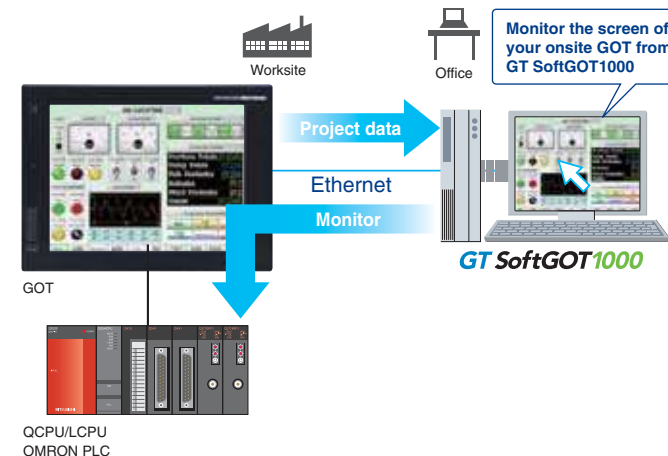 Worksite
Office
Monitor the screen of
your onsite GOT from
GT SoftGOT1000
Project data
Ethernet
Monitor
GT SoftGOT1000
GOT
QCPU/LCPU
OMRON PLC